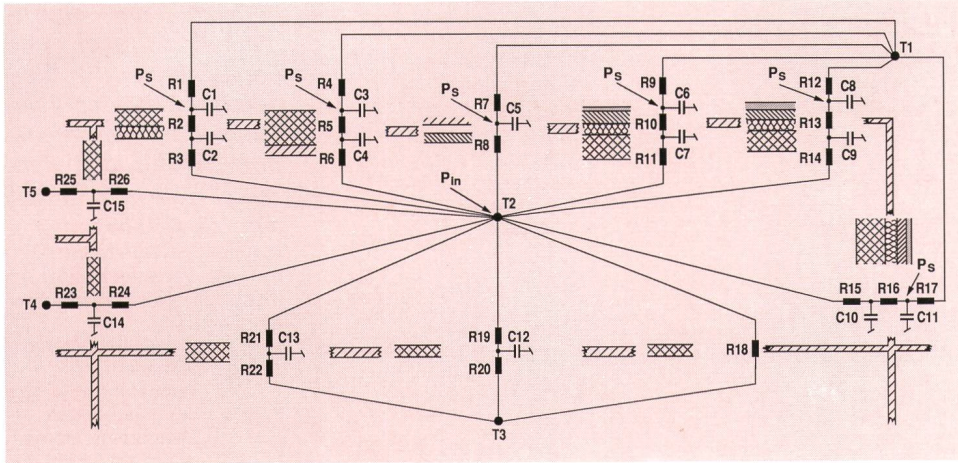 T1
R1
R4
R7
R9
R12
PS
PS
PS
PS
PS
C1
C3
C5
C6
C8
R2
R5
R8
R10
R13
C2
C4
C7
C9
R3
R6
R11
R14
Pin
T2
T5
R25
R26
C15
T4
R23
R24
C14
PS
R15
R16
R17
C10
C11
R21
C13
R22
R19
C12
R20
R18
T3